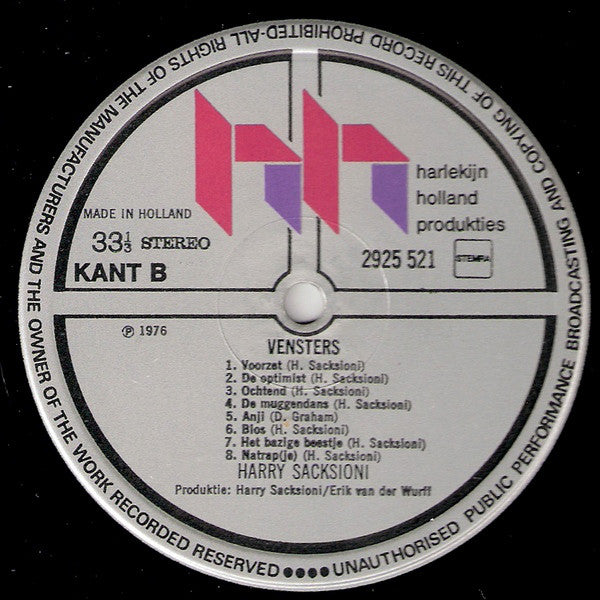 UNAUTHORISED PUBLIC PERFORMANCE BROADCASTING AND COPYING OF THIS RECORD PROHIBITED-ALL RIGHTS OF THE MANUFACTURERS AND THE OWNER OF THE WORK RECORDED RESERVED ●●●●
harlekijn
holland
produkties
MADE IN HOLLAND
33⅓ STEREO
KANT B
2925 521
STEMRA
℗ 1976
VENSTERS
1. Voorzet (H. Sacksioni)
2. De optimist (H. Sacksioni)
3. Ochtend (H. Sacksioni)
4. De muggendans (H. Sacksioni)
5. Anji (D. Graham)
6. Blos (H. Sacksioni)
7. Het bazige beestje (H. Sacksioni)
8. Natrap(je) (H. Sacksioni)
HARRY SACKSIONI
Produktie: Harry Sacksioni/Erik van der Wurff